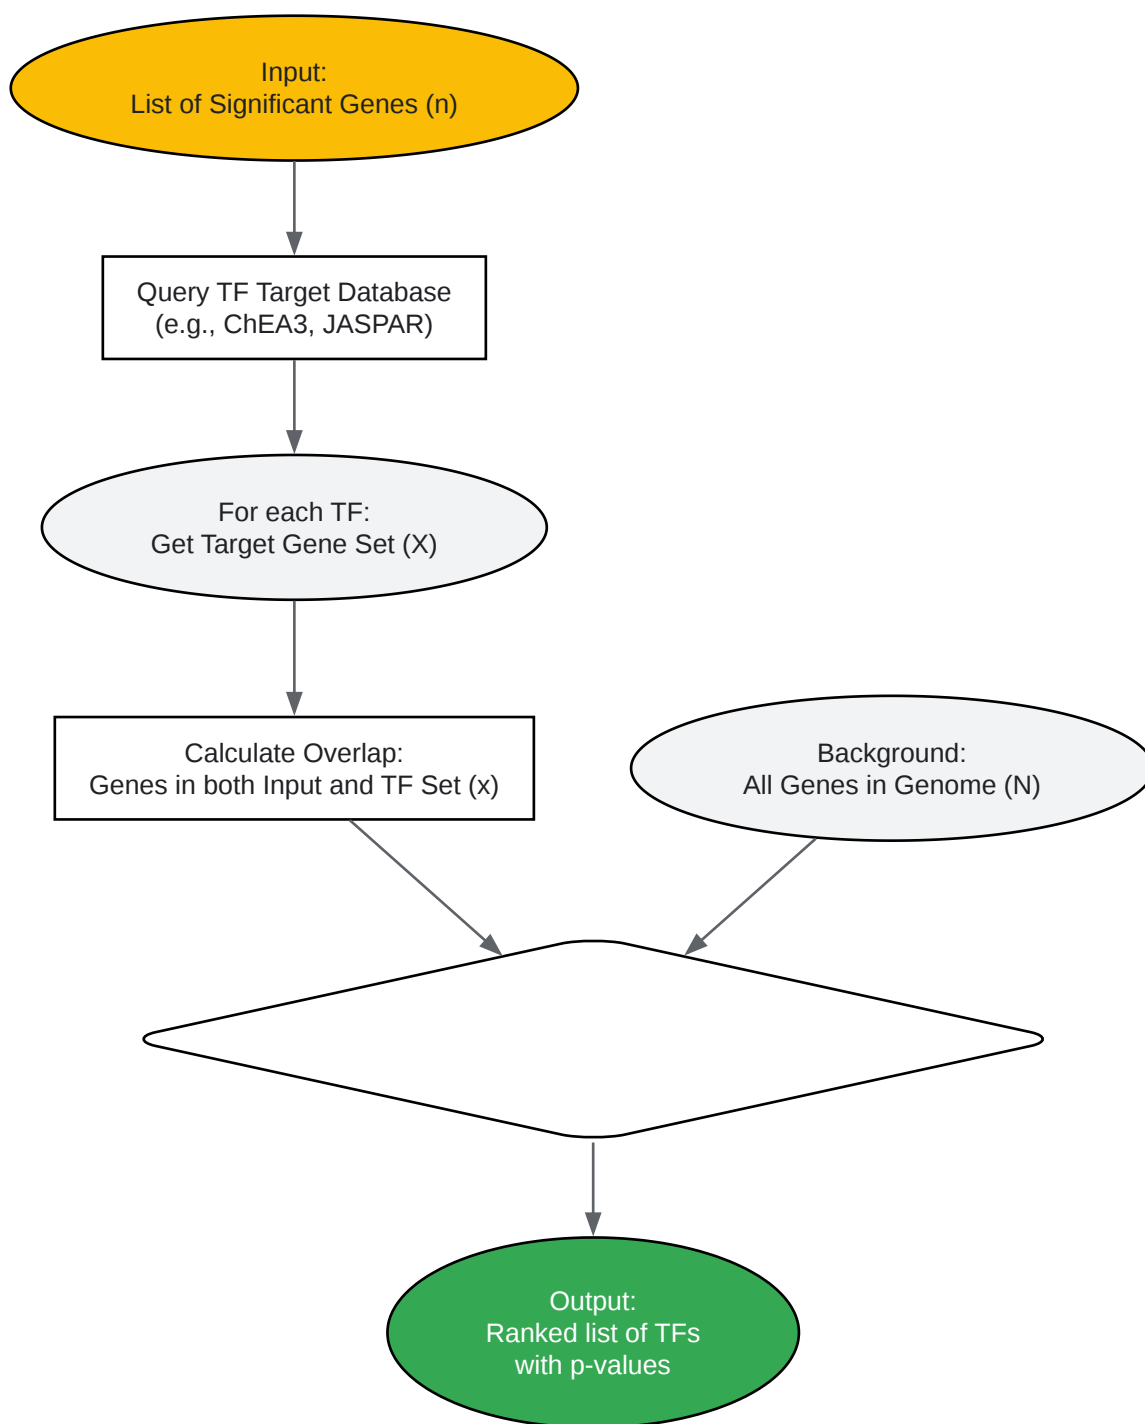 Input:
List of Significant Genes (n)
Query TF Target Database
(e.g., ChEA3, JASPAR)
For each TF:
Get Target Gene Set (X)
Calculate Overlap:
Genes in both Input and TF Set (x)
Background:
All Genes in Genome (N)
Output:
Ranked list of TFs
with p-values